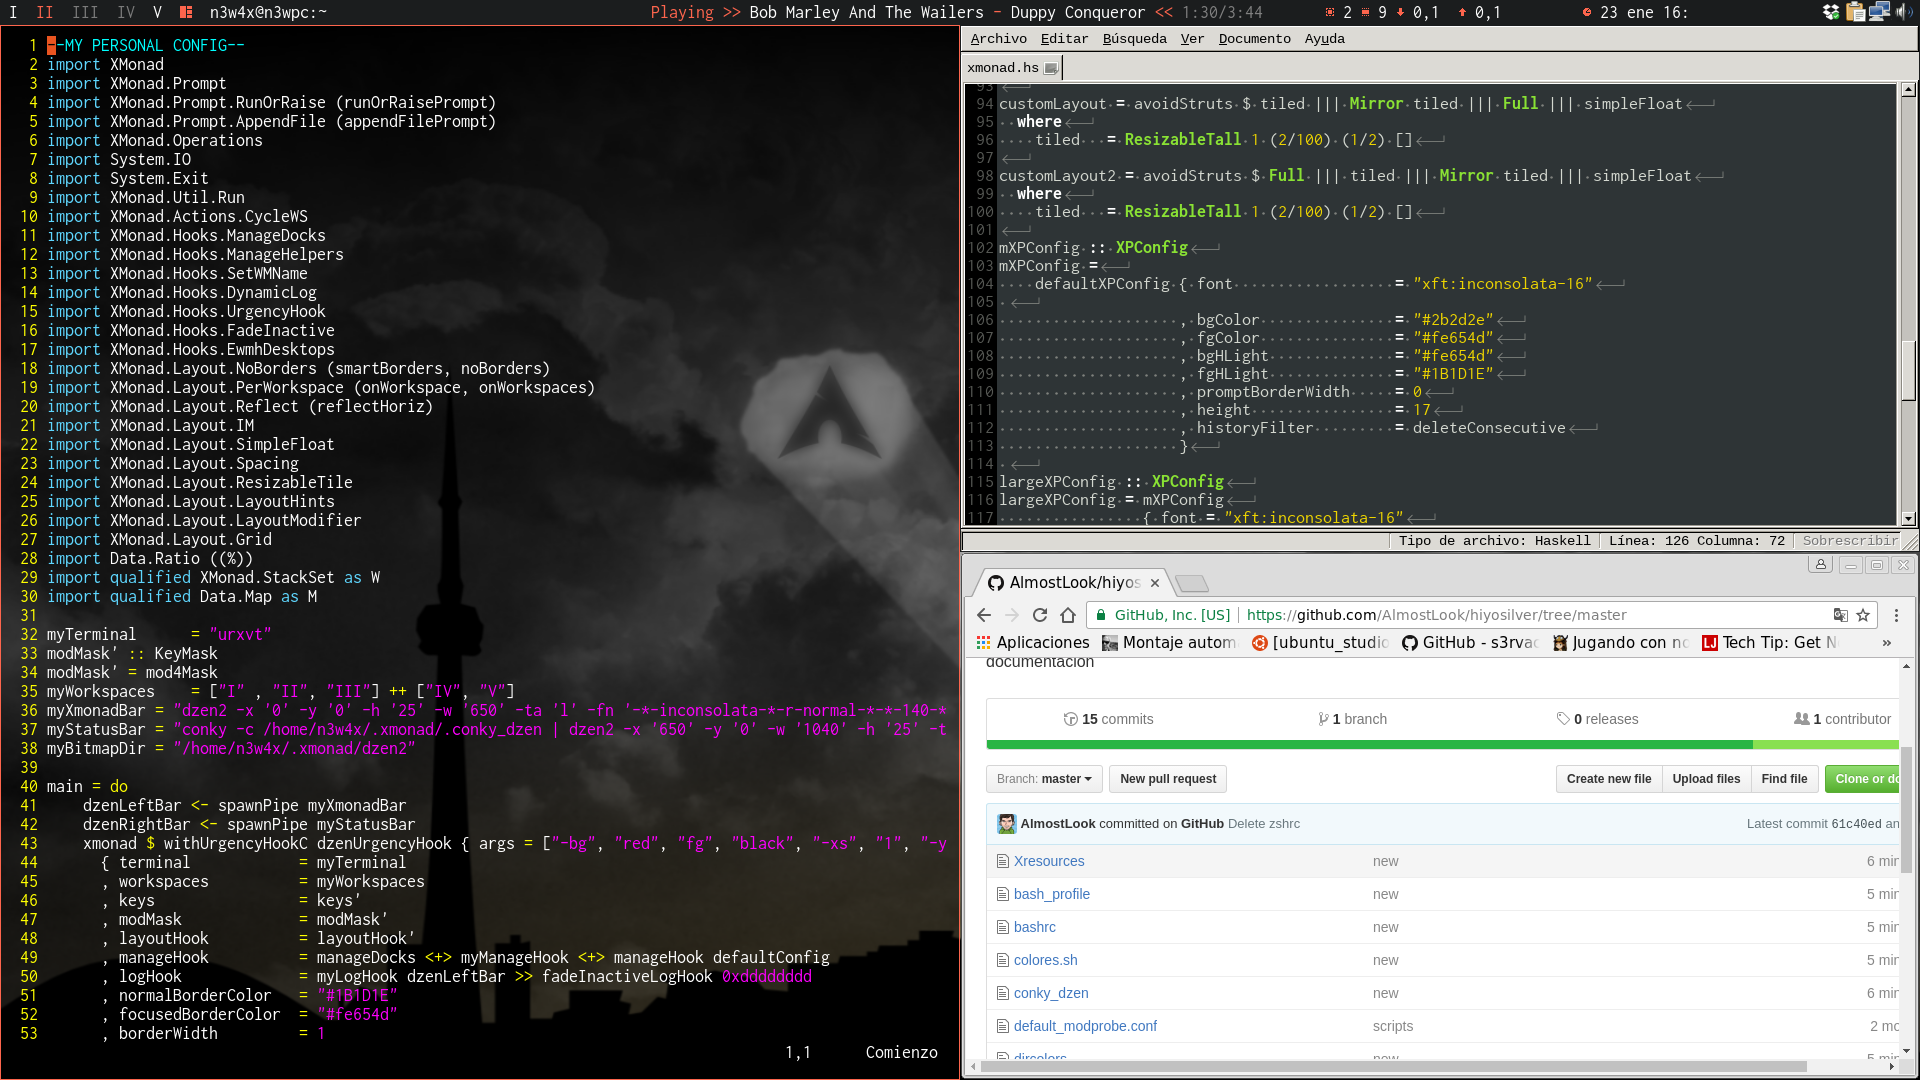 I II III IV V n3w4x@n3wpc:~ Playing >> Bob Marley And The Wailers - Duppy Conqueror << 1:30/3:44 2 9 0,1 0,1 23 ene 16:
1 --MY PERSONAL CONFIG--
2 import XMonad
3 import XMonad.Prompt
4 import XMonad.Prompt.RunOrRaise (runOrRaisePrompt)
5 import XMonad.Prompt.AppendFile (appendFilePrompt)
6 import XMonad.Operations
7 import System.IO
8 import System.Exit
9 import XMonad.Util.Run
10 import XMonad.Actions.CycleWS
11 import XMonad.Hooks.ManageDocks
12 import XMonad.Hooks.ManageHelpers
13 import XMonad.Hooks.SetWMName
14 import XMonad.Hooks.DynamicLog
15 import XMonad.Hooks.UrgencyHook
16 import XMonad.Hooks.FadeInactive
17 import XMonad.Hooks.EwmhDesktops
18 import XMonad.Layout.NoBorders (smartBorders, noBorders)
19 import XMonad.Layout.PerWorkspace (onWorkspace, onWorkspaces)
20 import XMonad.Layout.Reflect (reflectHoriz)
21 import XMonad.Layout.IM
22 import XMonad.Layout.SimpleFloat
23 import XMonad.Layout.Spacing
24 import XMonad.Layout.ResizableTile
25 import XMonad.Layout.LayoutHints
26 import XMonad.Layout.LayoutModifier
27 import XMonad.Layout.Grid
28 import Data.Ratio ((%))
29 import qualified XMonad.StackSet as W
30 import qualified Data.Map as M
31
32 myTerminal      = "urxvt"
33 modMask' :: KeyMask
34 modMask' = mod4Mask
35 myWorkspaces    = ["I" , "II", "III"] ++ ["IV", "V"]
36 myXmonadBar = "dzen2 -x '0' -y '0' -h '25' -w '650' -ta 'l' -fn '-*-inconsolata-*-r-normal-*-*-140-*
37 myStatusBar = "conky -c /home/n3w4x/.xmonad/.conky_dzen | dzen2 -x '650' -y '0' -w '1040' -h '25' -t
38 myBitmapDir = "/home/n3w4x/.xmonad/dzen2"
39
40 main = do
41     dzenLeftBar <- spawnPipe myXmonadBar
42     dzenRightBar <- spawnPipe myStatusBar
43     xmonad $ withUrgencyHookC dzenUrgencyHook { args = ["-bg", "red", "fg", "black", "-xs", "1", "-y
44       { terminal            = myTerminal
45       , workspaces          = myWorkspaces
46       , keys                = keys'
47       , modMask             = modMask'
48       , layoutHook          = layoutHook'
49       , manageHook          = manageDocks <+> myManageHook <+> manageHook defaultConfig
50       , logHook             = myLogHook dzenLeftBar >> fadeInactiveLogHook 0xdddddddd
51       , normalBorderColor   = "#1B1D1E"
52       , focusedBorderColor  = "#fe654d"
53       , borderWidth         = 1
1,1 Comienzo
Archivo Editar Búsqueda Ver Documento Ayuda
xmonad.hs
93
94 customLayout = avoidStruts $ tiled ||| Mirror tiled ||| Full ||| simpleFloat
95   where
96     tiled   = ResizableTall 1 (2/100) (1/2) []
97
98 customLayout2 = avoidStruts $ Full ||| tiled ||| Mirror tiled ||| simpleFloat
99   where
100     tiled   = ResizableTall 1 (2/100) (1/2) []
101
102 mXPConfig :: XPConfig
103 mXPConfig =
104     defaultXPConfig { font                  = "xft:inconsolata-16"
105
106                     , bgColor               = "#2b2d2e"
107                     , fgColor               = "#fe654d"
108                     , bgHLight              = "#fe654d"
109                     , fgHLight              = "#1B1D1E"
110                     , promptBorderWidth     = 0
111                     , height                = 17
112                     , historyFilter         = deleteConsecutive
113                     }
114
115 largeXPConfig :: XPConfig
116 largeXPConfig = mXPConfig
117                 { font = "xft:inconsolata-16"
Tipo de archivo: Haskell Línea: 126 Columna: 72 Sobrescribir
AlmostLook/hiyos
GitHub, Inc. [US] https://github.com/AlmostLook/hiyosilver/tree/master
Aplicaciones Montaje autom [ubuntu_studio GitHub - s3rvac Jugando con no Tech Tip: Get N »
documentacion
15 commits 1 branch 0 releases 1 contributor
Branch: master New pull request Create new file Upload files Find file Clone or do
AlmostLook committed on GitHub Delete zshrc Latest commit 61c40ed an
Xresources new 6 min
bash_profile new 5 min
bashrc new 5 min
colores.sh new 5 min
conky_dzen new 6 min
default_modprobe.conf scripts 2 mo
dircolors new 5 min